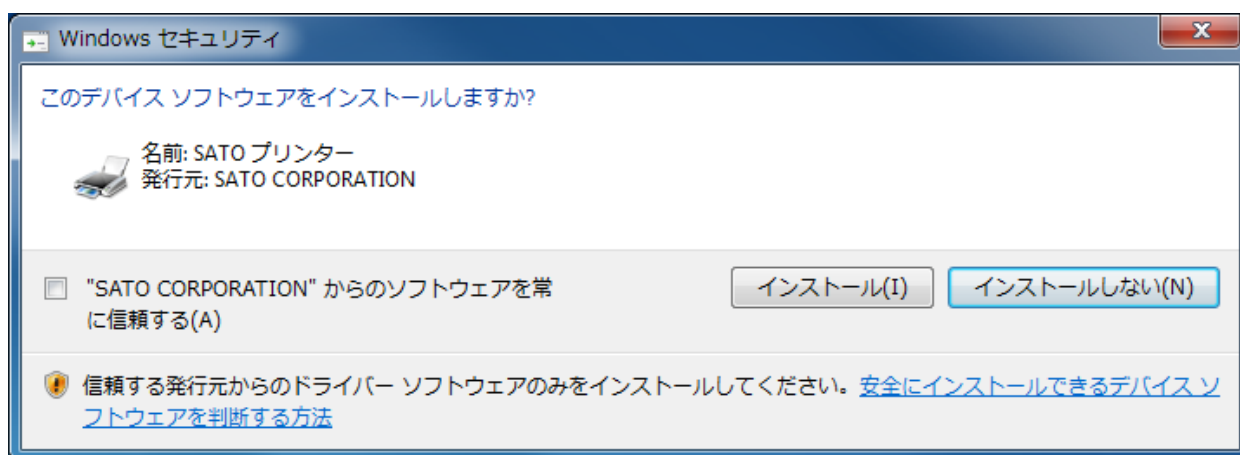 Windows セキュリティ
このデバイス ソフトウェアをインストールしますか?
名前: SATO プリンター
発行元: SATO CORPORATION
"SATO CORPORATION" からのソフトウェアを常
に信頼する(A)
インストール(I)
インストールしない(N)
信頼する発行元からのドライバー ソフトウェアのみをインストールしてください。安全にインストールできるデバイス ソ
フトウェアを判断する方法